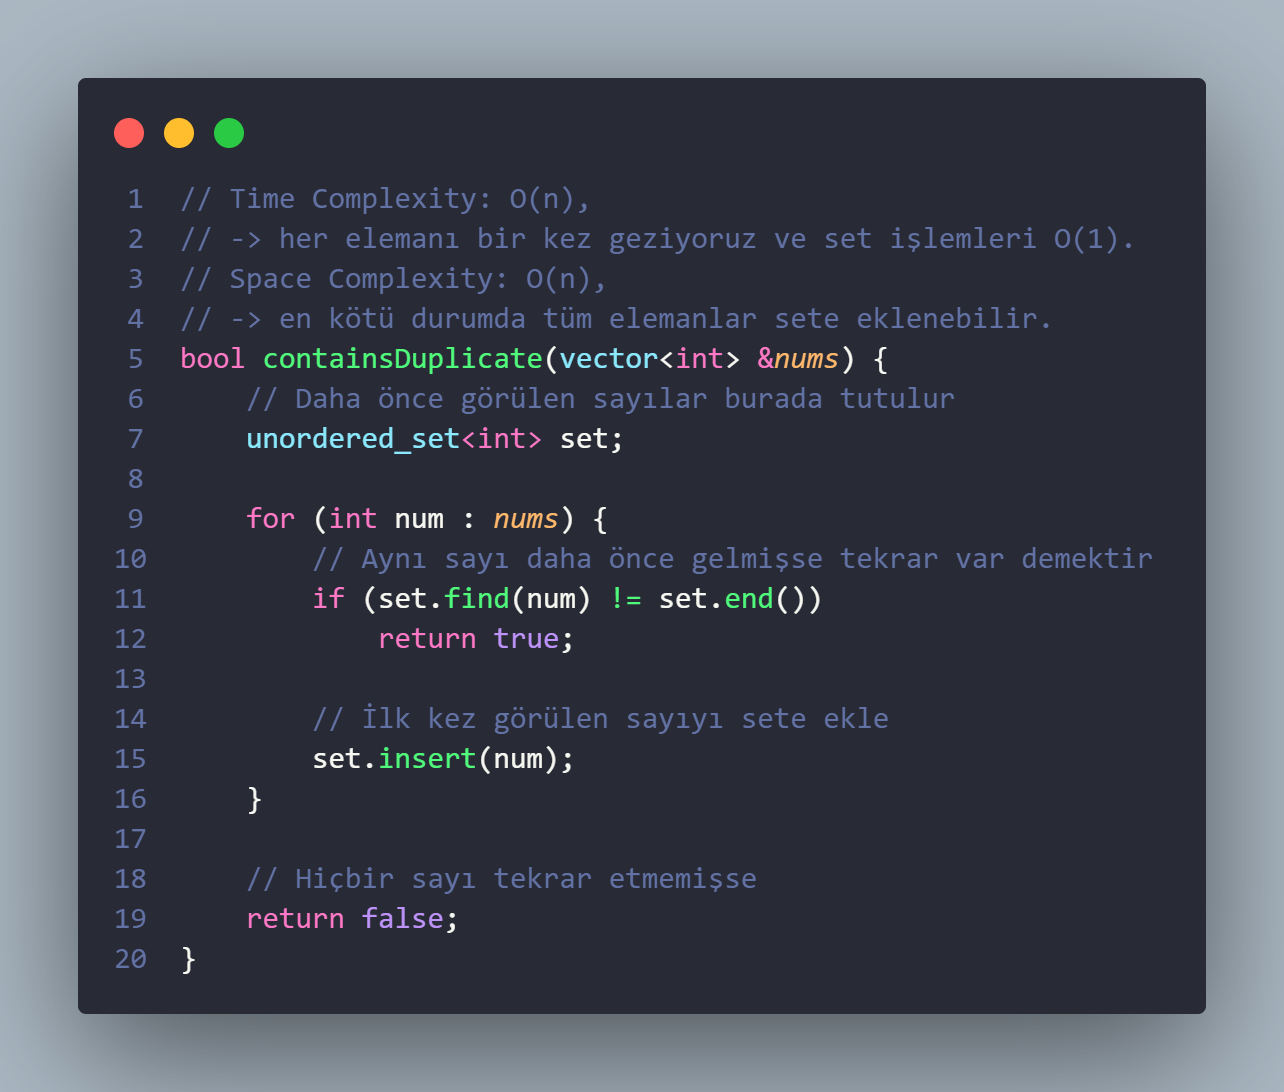 1 // Time Complexity: O(n),
2 // -> her elemanı bir kez geziyoruz ve set işlemleri O(1).
3 // Space Complexity: O(n),
4 // -> en kötü durumda tüm elemanlar sete eklenebilir.
5 bool containsDuplicate(vector<int> &nums) {
6     // Daha önce görülen sayılar burada tutulur
7     unordered_set<int> set;
8
9     for (int num : nums) {
10         // Aynı sayı daha önce gelmişse tekrar var demektir
11         if (set.find(num) != set.end())
12             return true;
13
14         // İlk kez görülen sayıyı sete ekle
15         set.insert(num);
16     }
17
18     // Hiçbir sayı tekrar etmemişse
19     return false;
20 }